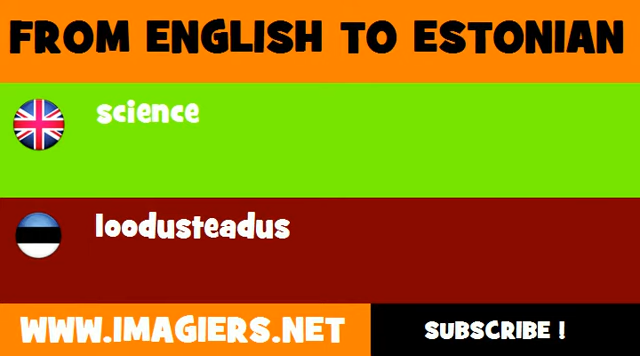 FROM ENGLISH TO ESTONIAN
science
loodusteadus
WWW.IMAGIERS.NET
SUBSCRIBE !